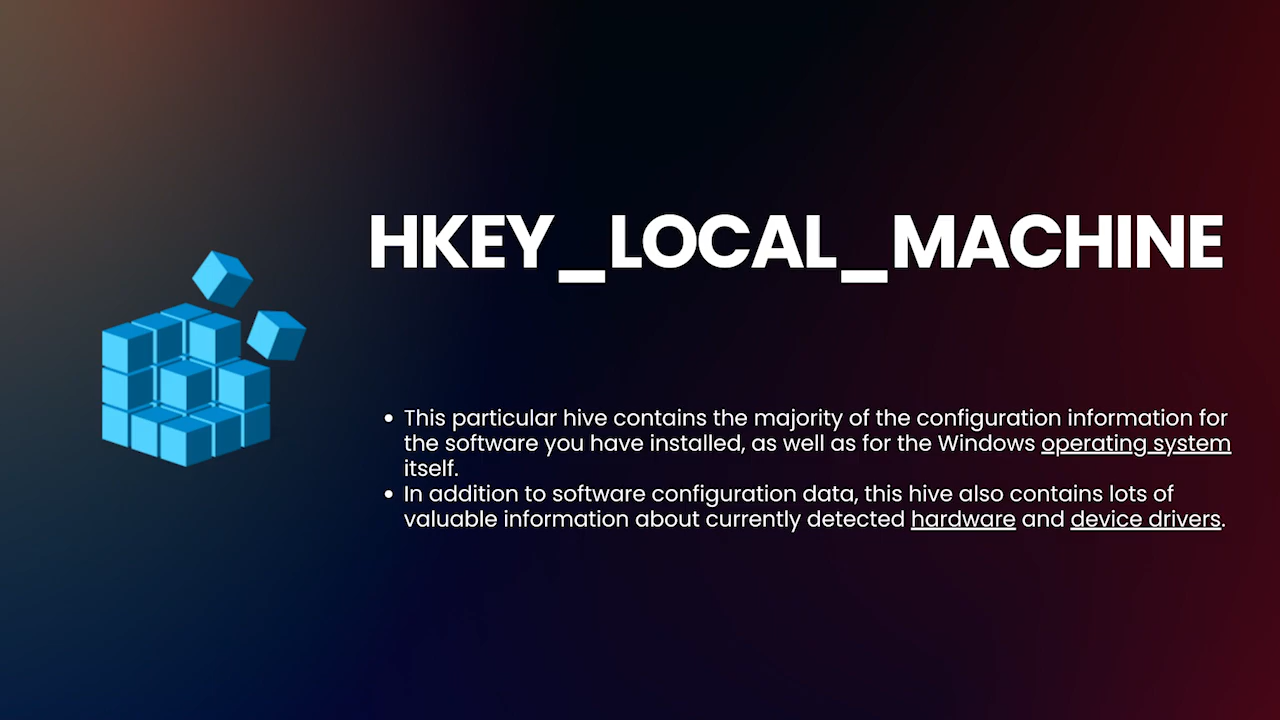 HKEY_LOCAL_MACHINE
• This particular hive contains the majority of the configuration information for
the software you have installed, as well as for the Windows operating system
itself.
• In addition to software configuration data, this hive also contains lots of
valuable information about currently detected hardware and device drivers.